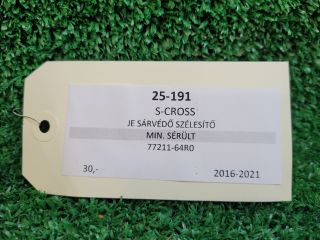 25-191
S-CROSS
JE SÁRVÉDŐ SZÉLESÍTŐ
MIN. SÉRÜLT
77211-64R0
30,- 2016-2021